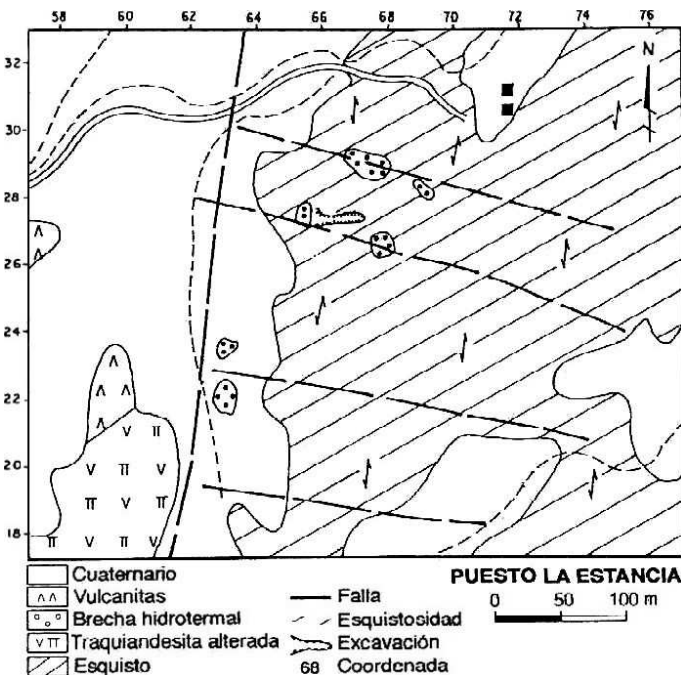 58 60 62 64 66 68 70 72 74 76
32
30
28
26
24
22
20
18
N
Cuaternario
Vulcanitas
Brecha hidrotermal
Traquiandesita alterada
Esquisto
Falla
Esquistosidad
Excavación
68 Coordenada
PUESTO LA ESTANCIA
0 50 100 m